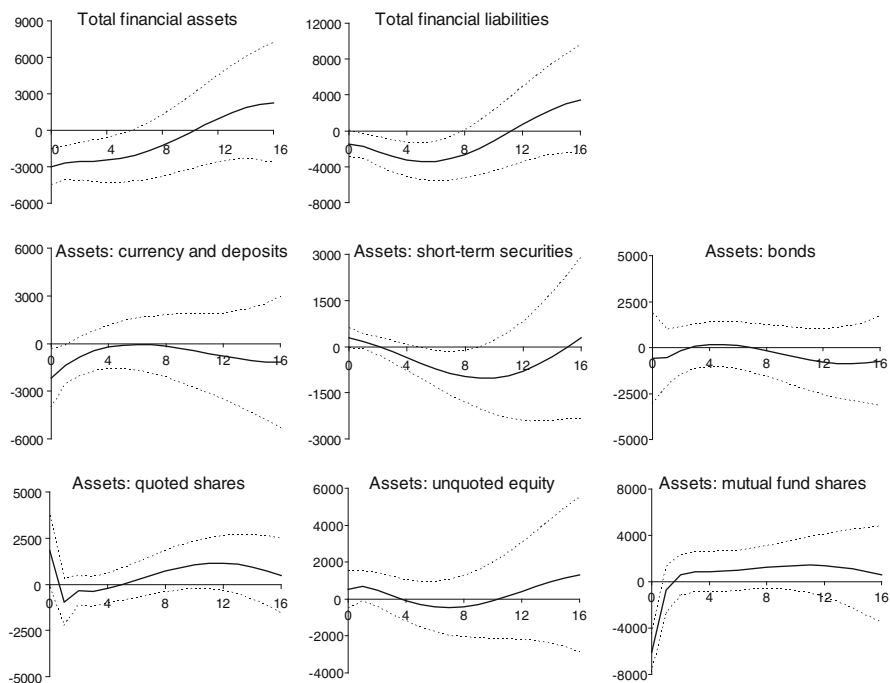 Total financial assets
9000
6000
3000
0
-3000
-6000
0 4 8 12 16
Total financial liabilities
12000
8000
4000
0
-4000
-8000
0 4 8 12 16
Assets: currency and deposits
6000
3000
0
-3000
-6000
0 4 8 12 16
Assets: short-term securities
3000
1500
0
-1500
-3000
0 4 8 12 16
Assets: bonds
5000
2500
0
-2500
-5000
0 4 8 12 16
Assets: quoted shares
5000
2500
0
-2500
-5000
0 4 8 12 16
Assets: unquoted equity
6000
4000
2000
0
-2000
-4000
0 4 8 12 16
Assets: mutual fund shares
8000
4000
0
-4000
-8000
0 4 8 12 16